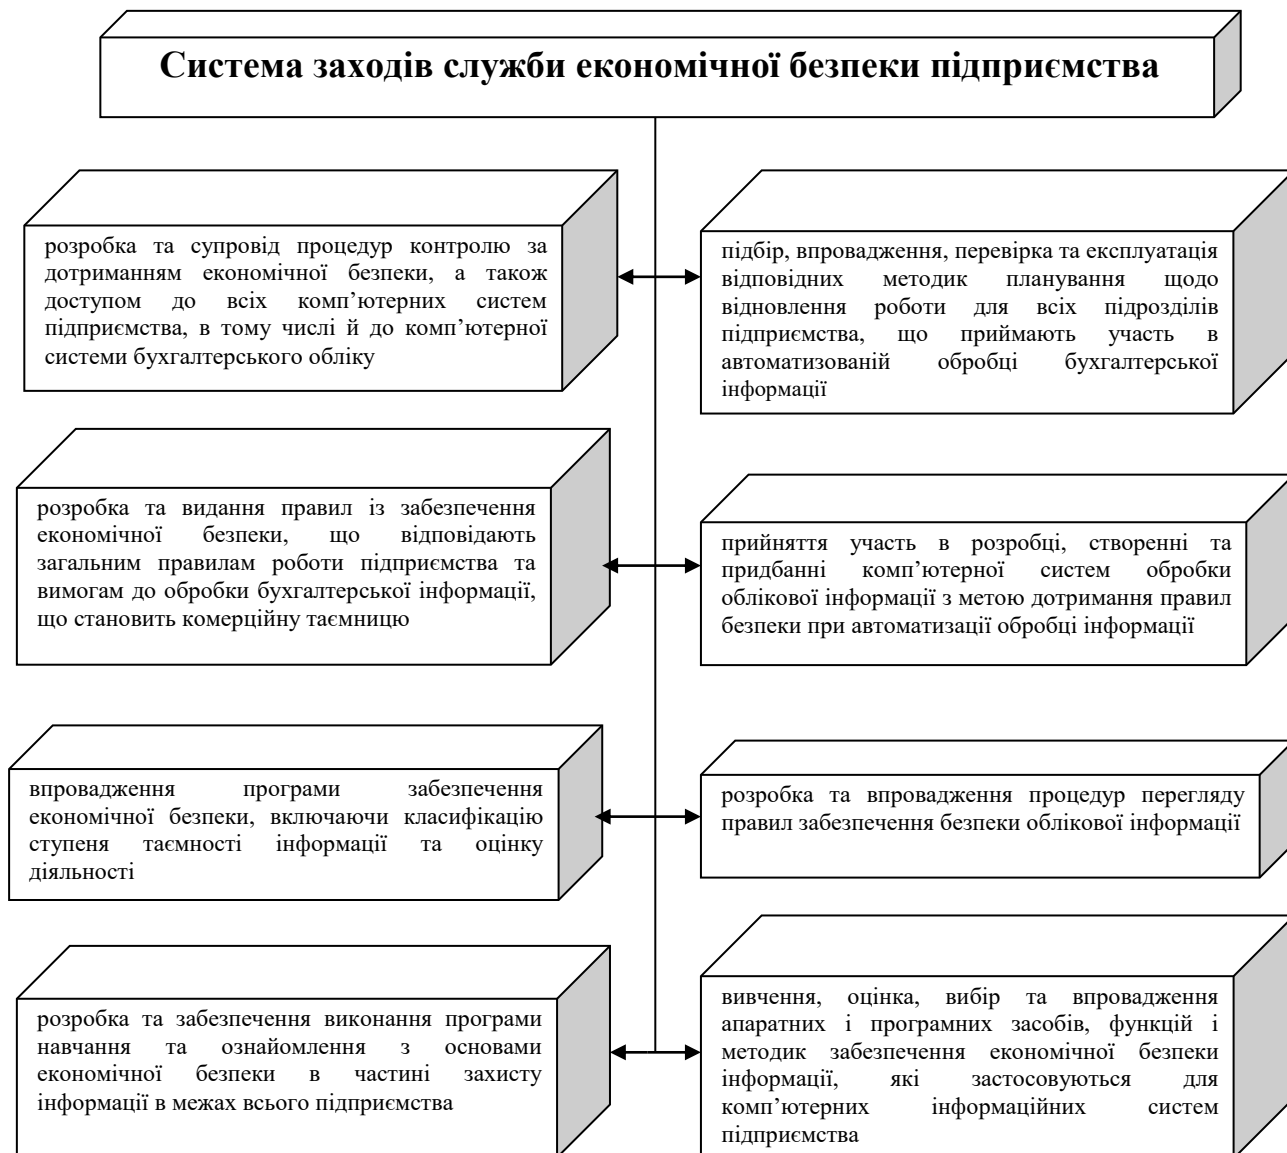 Система заходів служби економічної безпеки підприємства
розробка та супровід процедур контролю за
дотриманням економічної безпеки, а також
доступом до всіх комп’ютерних систем
підприємства, в тому числі й до комп’ютерної
системи бухгалтерського обліку
підбір, впровадження, перевірка та експлуатація
відповідних методик планування щодо
відновлення роботи для всіх підрозділів
підприємства, що приймають участь в
автоматизованій обробці бухгалтерської
інформації
розробка та видання правил із забезпечення
економічної безпеки, що відповідають
загальним правилам роботи підприємства та
вимогам до обробки бухгалтерської інформації,
що становить комерційну таємницю
прийняття участь в розробці, створенні та
придбанні комп’ютерної систем обробки
облікової інформації з метою дотримання правил
безпеки при автоматизації обробці інформації
впровадження програми забезпечення
економічної безпеки, включаючи класифікацію
ступеня таємності інформації та оцінку
діяльності
розробка та впровадження процедур перегляду
правил забезпечення безпеки облікової інформації
розробка та забезпечення виконання програми
навчання та ознайомлення з основами
економічної безпеки в частині захисту
інформації в межах всього підприємства
вивчення, оцінка, вибір та впровадження
апаратних і програмних засобів, функцій і
методик забезпечення економічної безпеки
інформації, які застосовуються для
комп’ютерних інформаційних систем
підприємства